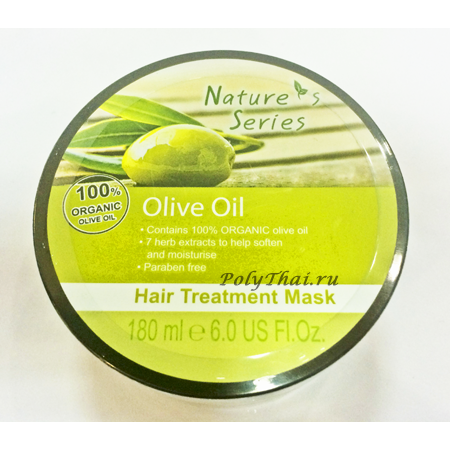 Nature's
Series
100%
ORGANIC
OLIVE OIL
Olive Oil
• Contains 100% ORGANIC olive oil
• 7 herb extracts to help soften
and moisturise
• Paraben free
PolyThai.ru
Hair Treatment Mask
180 ml ℮ 6.0 US Fl.Oz.